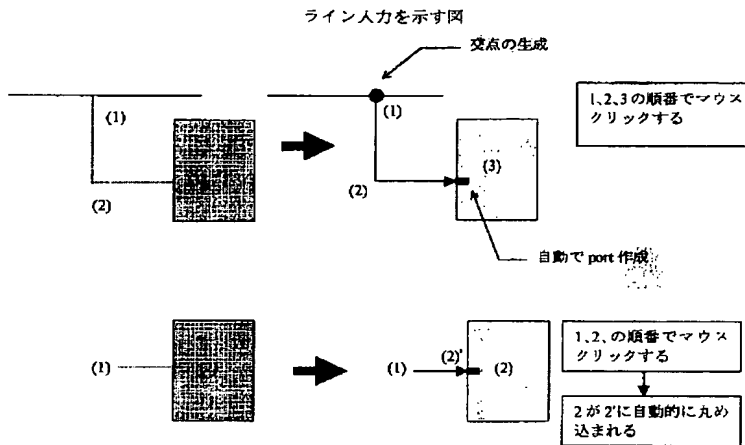 ライン入力を示す図
交点の生成
(1)
(2)
(1)
(2)
(3)
1、2、3の順番でマウス
クリックする
自動で port 作成
(1)
(1)
(2)'
(2)
1、2、の順番でマウス
クリックする
2が2'に自動的に丸め
込まれる